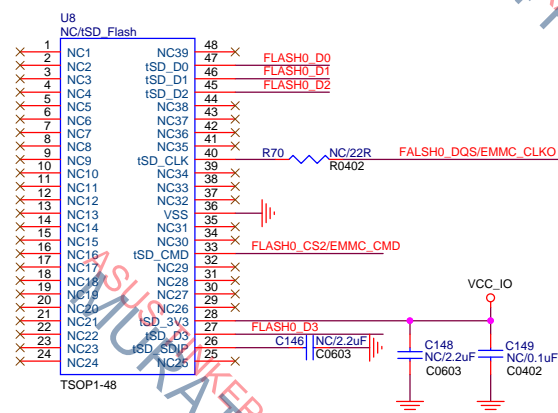 U8
NC/tSD_Flash
1 NC1 NC39 48
2 NC2 tSD_D0 47 FLASH0_D0
3 NC3 tSD_D1 46 FLASH0_D1
4 NC4 tSD_D2 45 FLASH0_D2
5 NC5 NC38 44
6 NC6 NC37 43
7 NC7 NC36 42
8 NC8 NC35 41
9 NC9 tSD_CLK 40 R70 NC/22R FALSH0_DQS/EMMC_CLKO
R0402
10 NC10 NC34 39
11 NC11 NC33 38
12 NC12 NC32 37
13 NC13 VSS 36
14 NC14 NC31 35
15 NC15 NC30 34
16 NC16 tSD_CMD 33 FLASH0_CS2/EMMC_CMD
17 NC17 NC29 32
18 NC18 NC28 31
19 NC19 NC27 30
20 NC20 NC26 29
VCC_IO
21 NC21 tSD_3V3 28
22 NC22 tSD_D3 27 FLASH0_D3
23 NC23 tSD_SDIP 26 C146 NC/2.2uF
C0603
24 NC24 NC25 25
C148
NC/2.2uF
C0603
C149
NC/0.1uF
C0402
TSOP1-48
ASUS TINKER